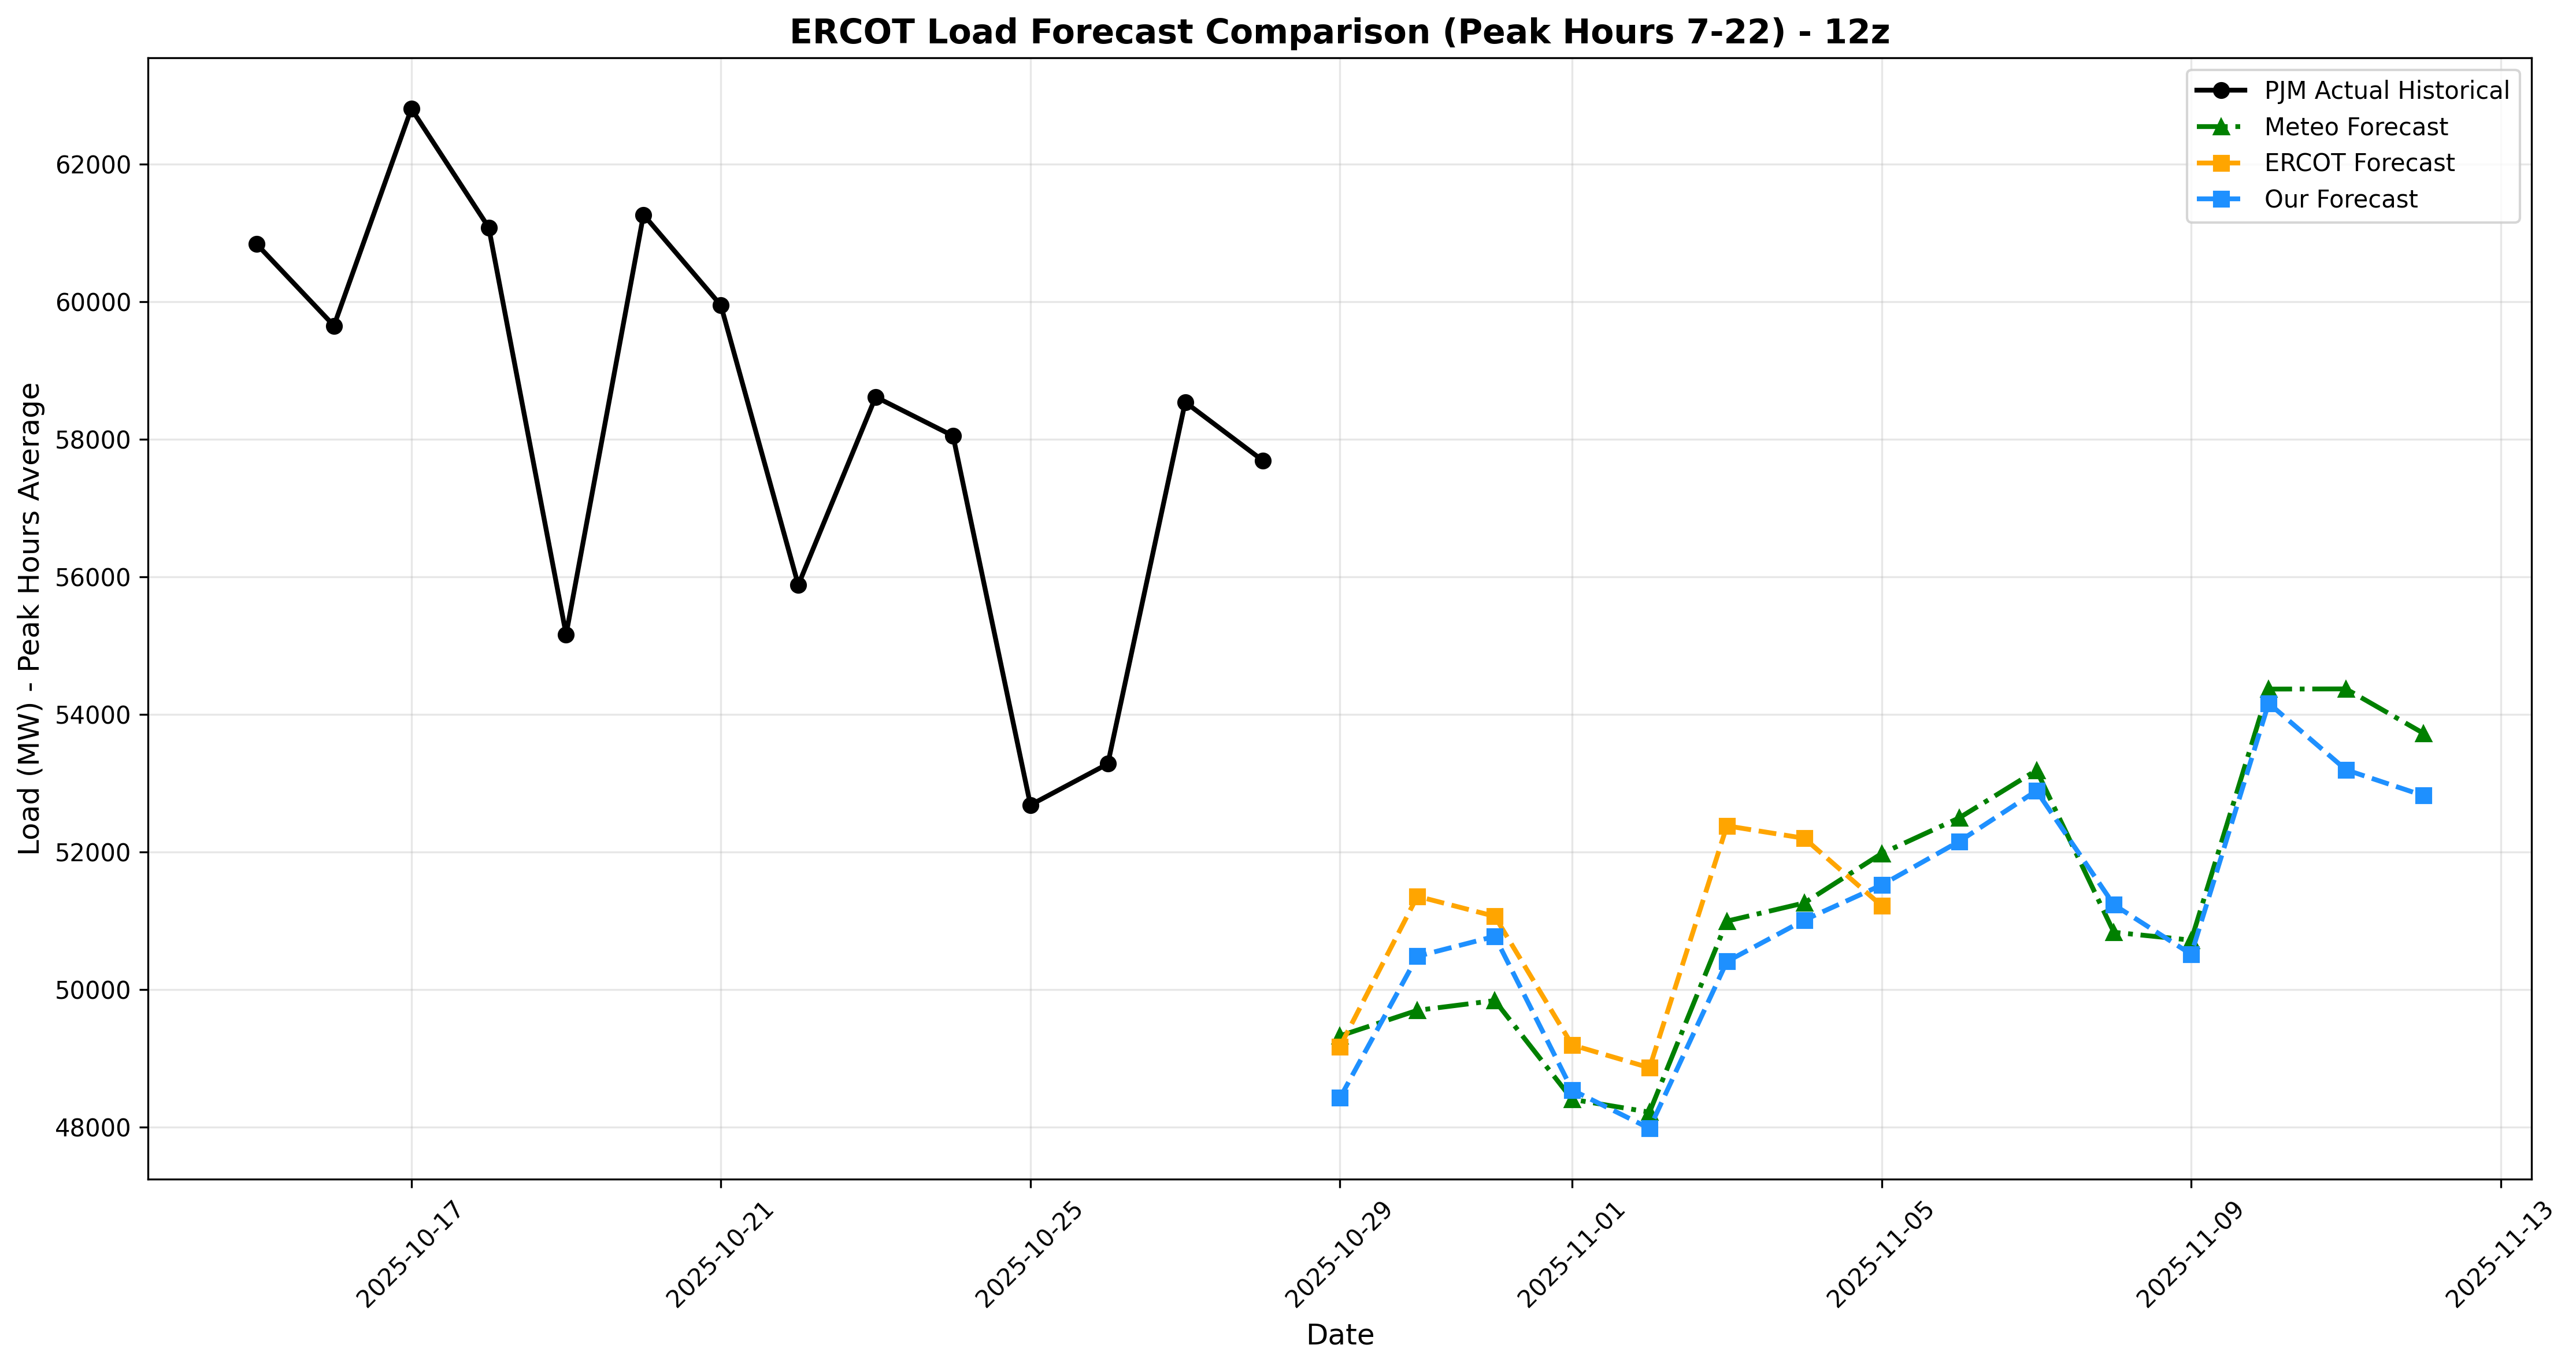 ERCOT Load Forecast Comparison (Peak Hours 7-22) - 12z
PJM Actual Historical
Meteo Forecast
ERCOT Forecast
Our Forecast
Load (MW) - Peak Hours Average
62000
60000
58000
56000
54000
52000
50000
48000
2025-10-17
2025-10-21
2025-10-25
2025-10-29
2025-11-01
2025-11-05
2025-11-09
2025-11-13
Date